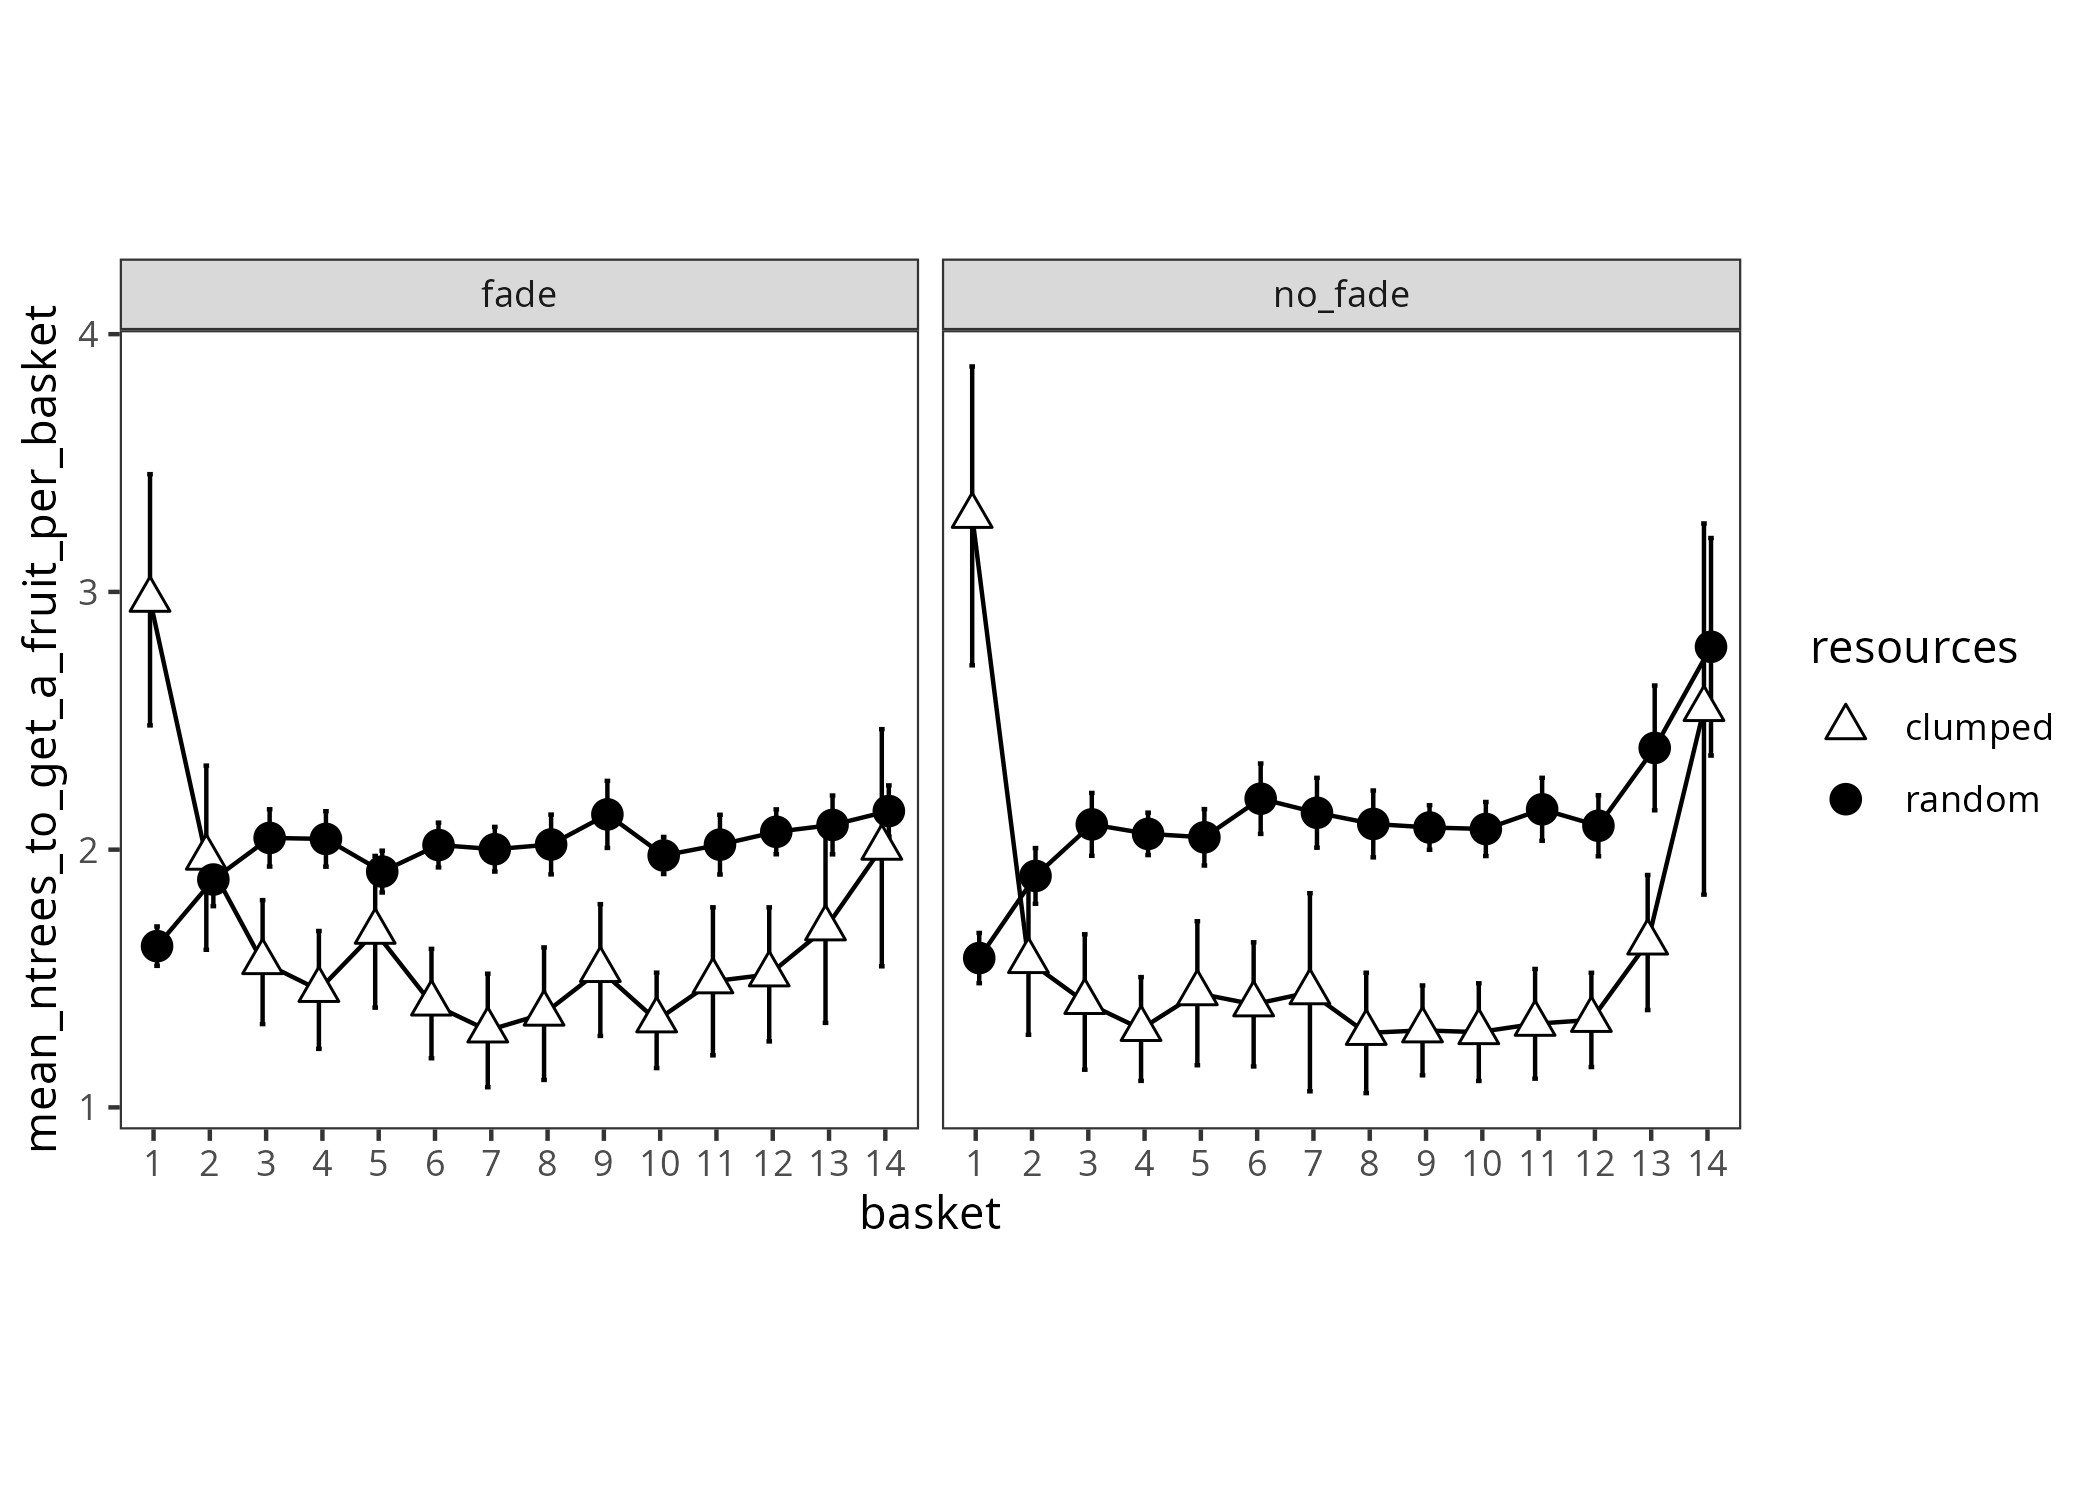 fade
no_fade
mean_ntrees_to_get_a_fruit_per_basket
4
3
2
1
1 2 3 4 5 6 7 8 9 10 11 12 13 14
1 2 3 4 5 6 7 8 9 10 11 12 13 14
basket
resources
clumped
random